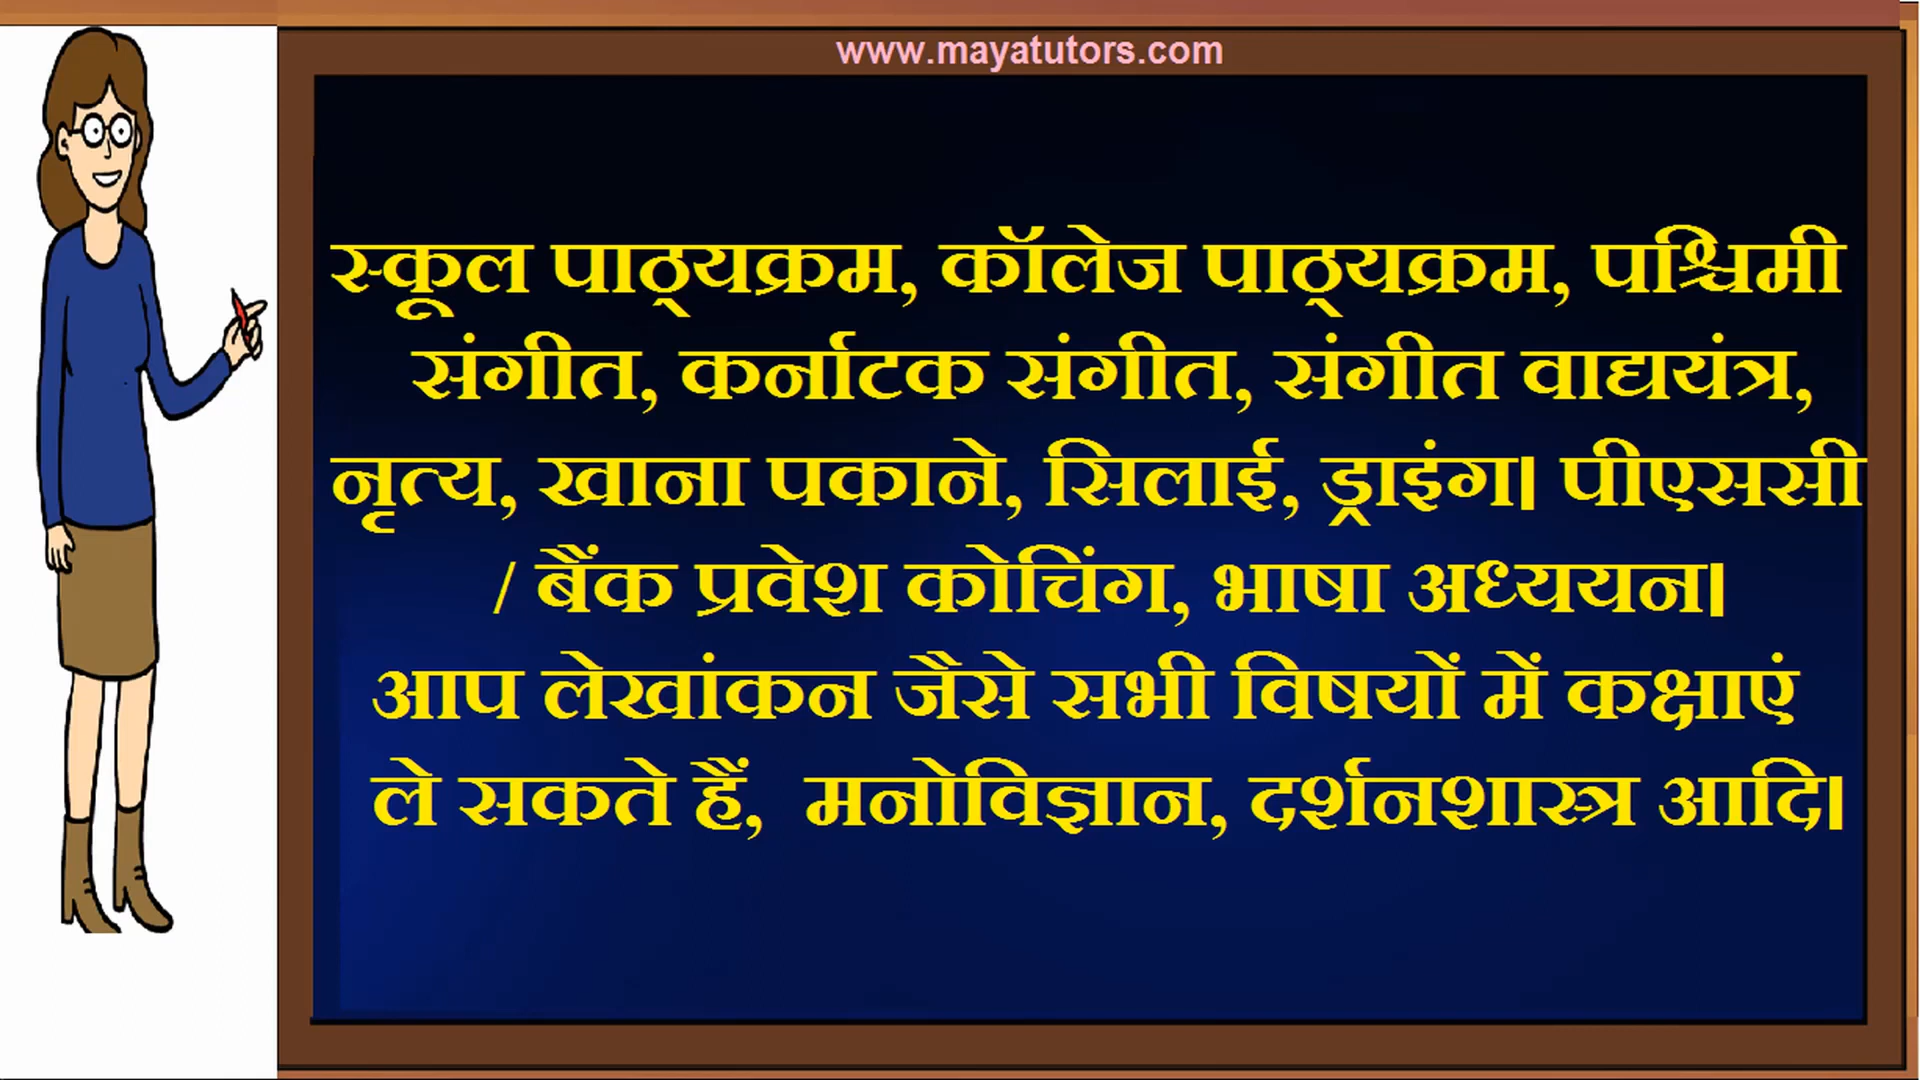 www.mayatutors.com
स्कूल पाठ्यक्रम, कॉलेज पाठ्यक्रम, पश्चिमी
संगीत, कर्नाटक संगीत, संगीत वाद्ययंत्र,
नृत्य, खाना पकाने, सिलाई, ड्राइंग। पीएससी
/ बैंक प्रवेश कोचिंग, भाषा अध्ययन।
आप लेखांकन जैसे सभी विषयों में कक्षाएं
ले सकते हैं, मनोविज्ञान, दर्शनशास्त्र आदि।